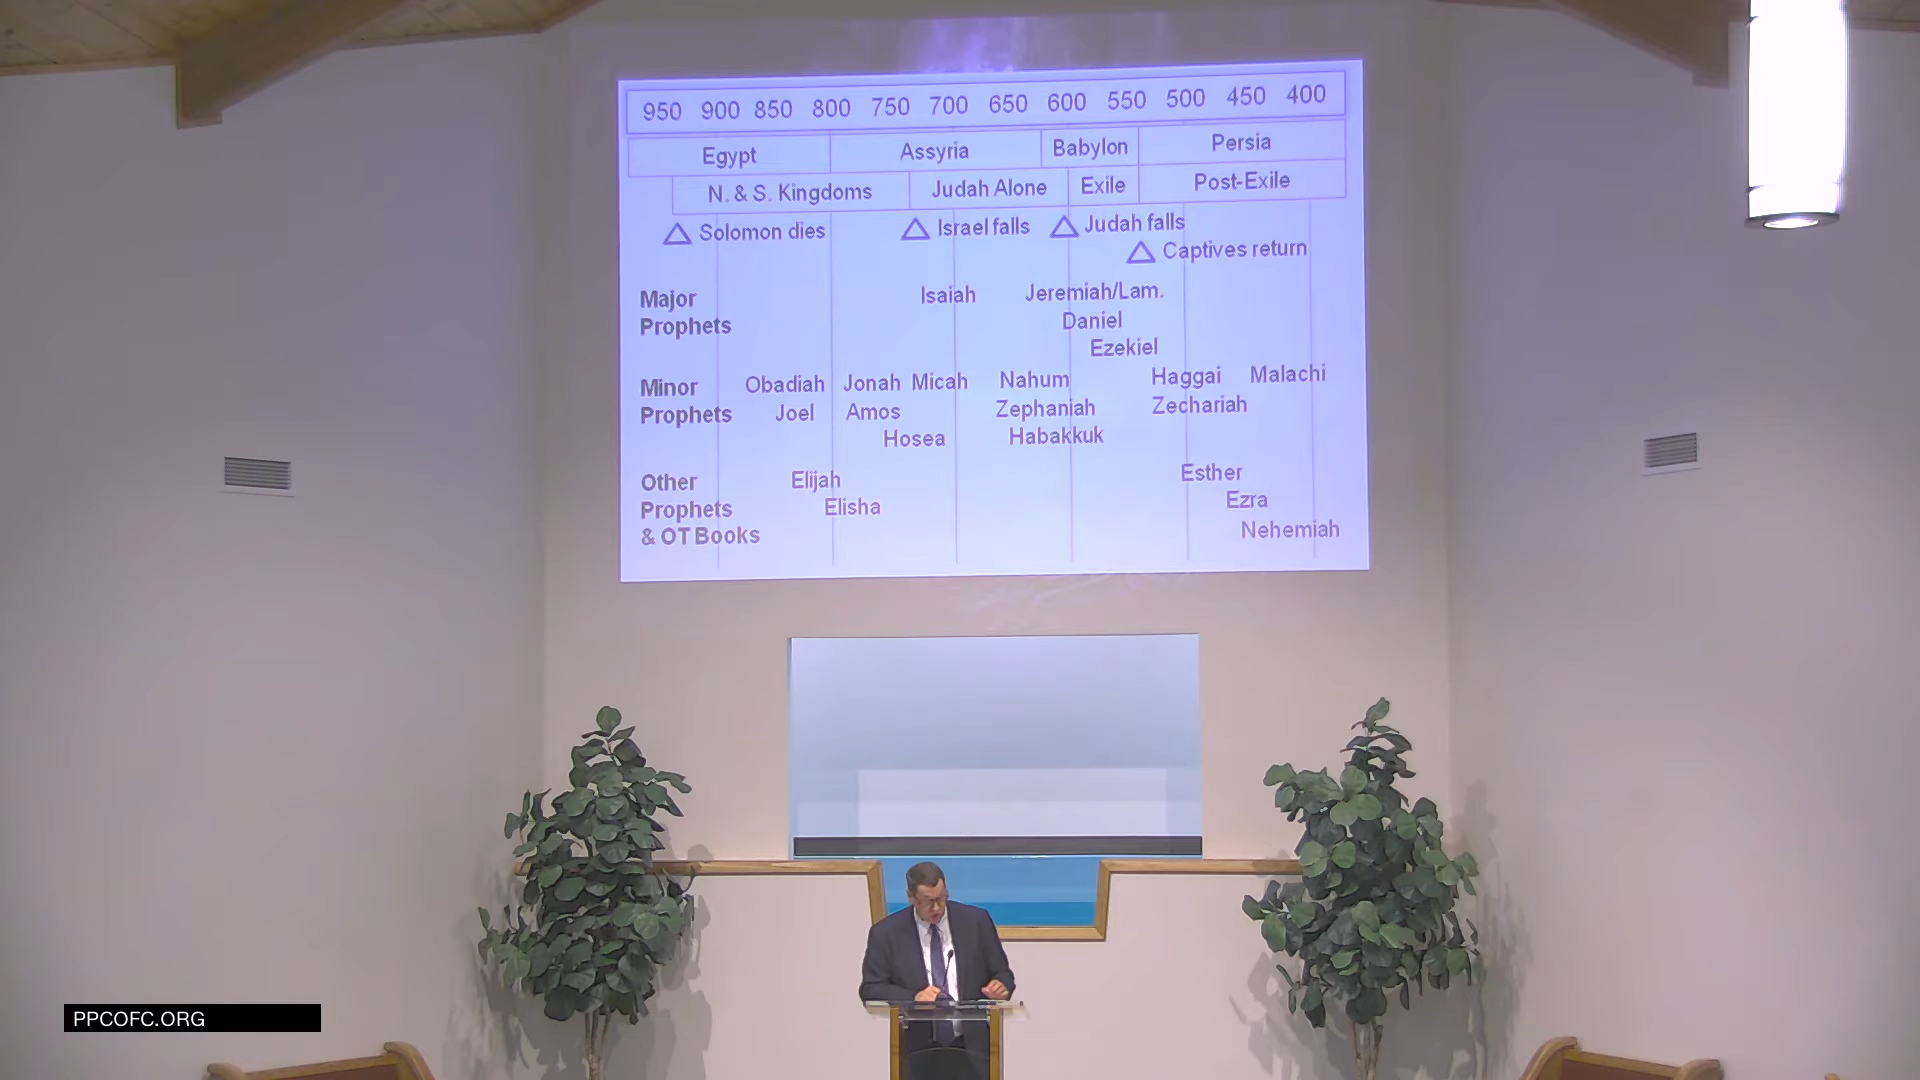 950 900 850 800 750 700 650 600 550 500 450 400
Egypt Assyria Babylon Persia
N. & S. Kingdoms Judah Alone Exile Post-Exile
△ Solomon dies △ Israel falls △ Judah falls
△ Captives return
Major Isaiah Jeremiah/Lam.
Prophets Daniel
Ezekiel
Minor Obadiah Jonah Micah Nahum Haggai Malachi
Prophets Joel Amos Zephaniah Zechariah
Hosea Habakkuk
Other Elijah Esther
Prophets Elisha Ezra
& OT Books Nehemiah
PPCOFC.ORG